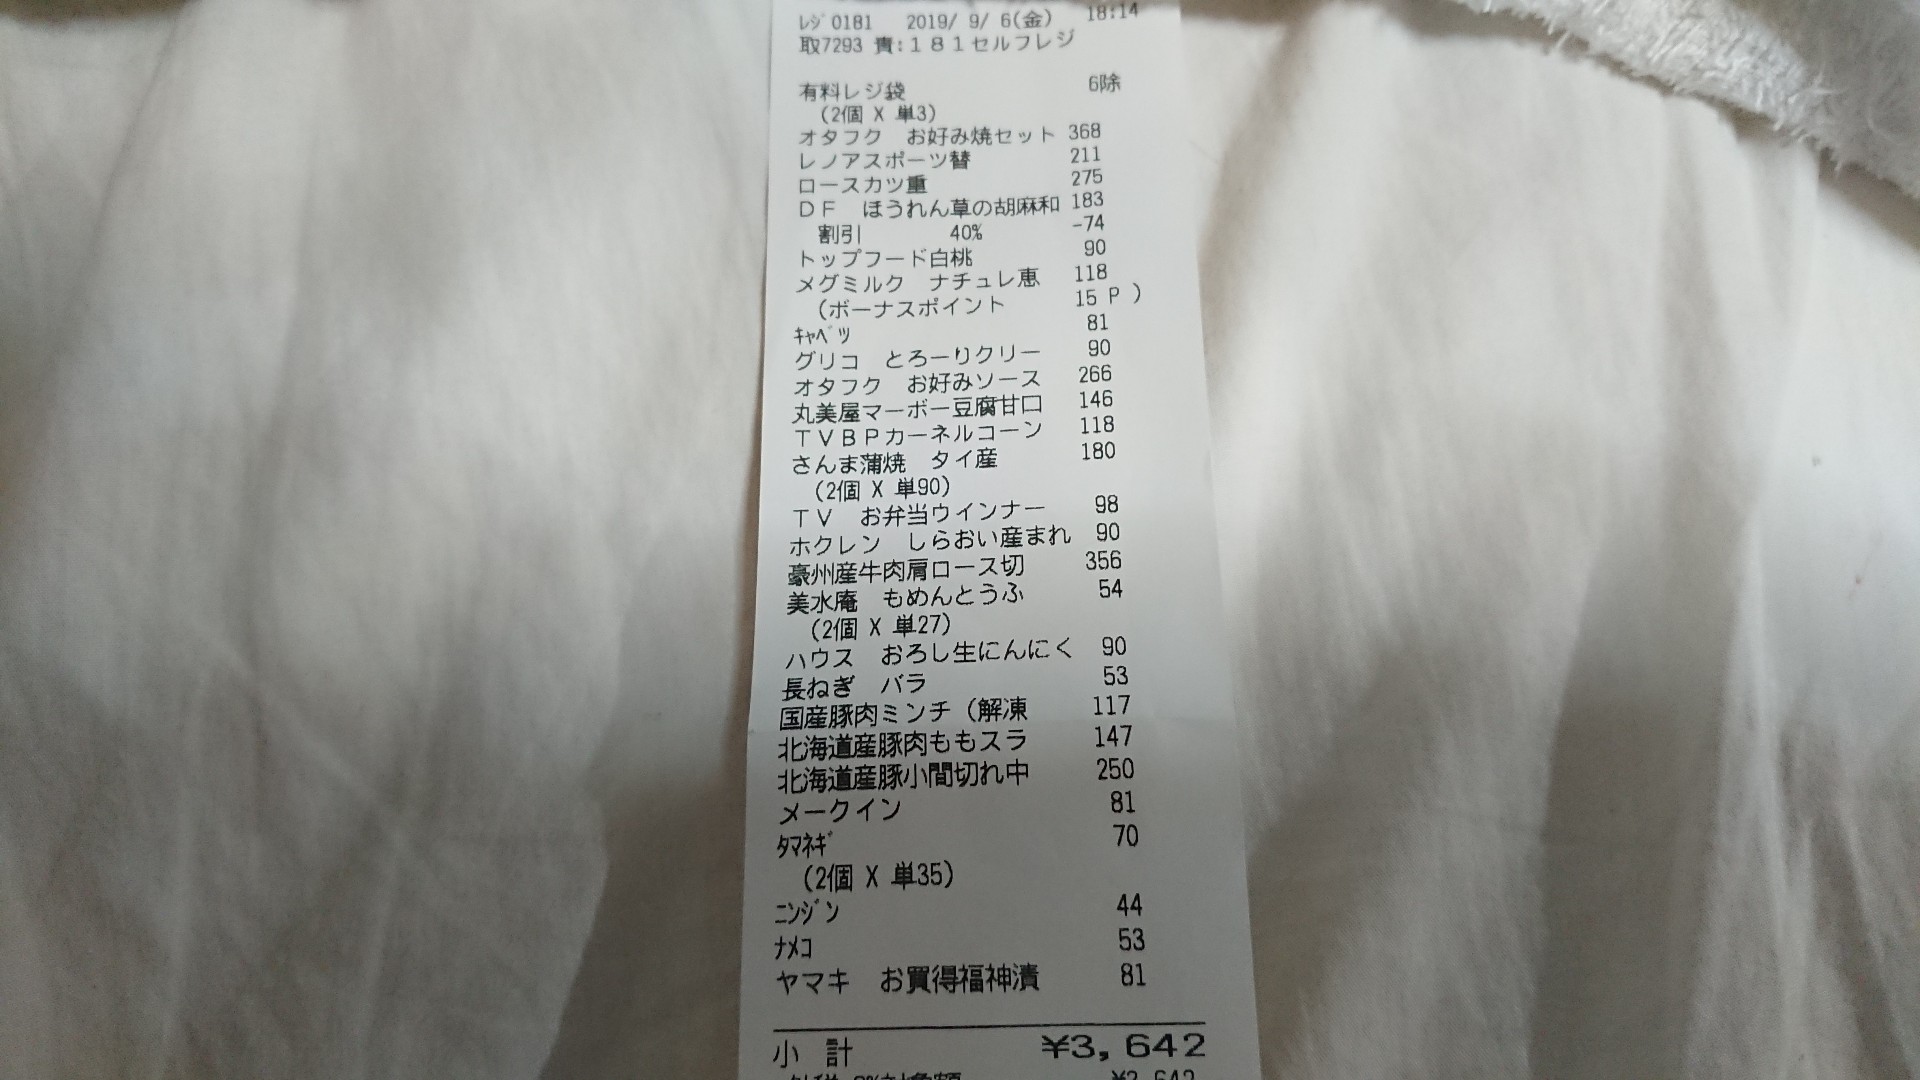 ﾚｼﾞ0181 2019/ 9/ 6(金) 18:14
取7293 責:181セルフレジ
有料レジ袋 6除
(2個 X 単3)
オタフク お好み焼セット 368
レノアスポーツ替 211
ロースカツ重 275
DF ほうれん草の胡麻和 183
割引 40% -74
トップフード白桃 90
メグミルク ナチュレ恵 118
(ボーナスポイント 15 P )
ｷｬﾍﾞﾂ 81
グリコ とろーりクリー 90
オタフク お好みソース 266
丸美屋マーボー豆腐甘口 146
TVBPカーネルコーン 118
さんま蒲焼 タイ産 180
(2個 X 単90)
TV お弁当ウインナー 98
ホクレン しらおい産まれ 90
豪州産牛肉肩ロース切 356
美水庵 もめんとうふ 54
(2個 X 単27)
ハウス おろし生にんにく 90
長ねぎ バラ 53
国産豚肉ミンチ(解凍 117
北海道産豚肉ももスラ 147
北海道産豚小間切れ中 250
メークイン 81
ﾀﾏﾈｷﾞ 70
(2個 X 単35)
ﾆﾝｼﾞﾝ 44
ﾅﾒｺ 53
ヤマキ お買得福神漬 81
小 計 ¥3,642